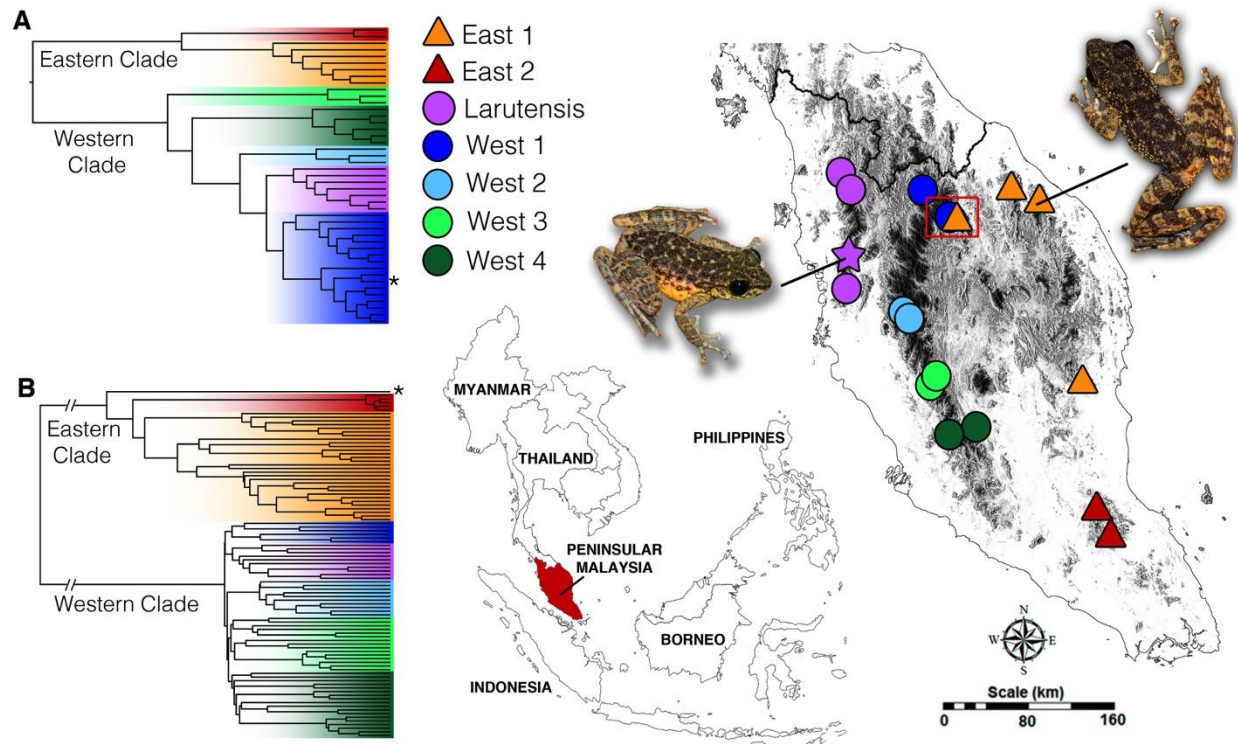 A
Eastern Clade
Western
Clade
*
B
*
Eastern
Clade
Western Clade
East 1
East 2
Larutensis
West 1
West 2
West 3
West 4
MYANMAR
THAILAND
PHILIPPINES
PENINSULAR
MALAYSIA
BORNEO
INDONESIA
N
W E
S
Scale (km)
0 80 160